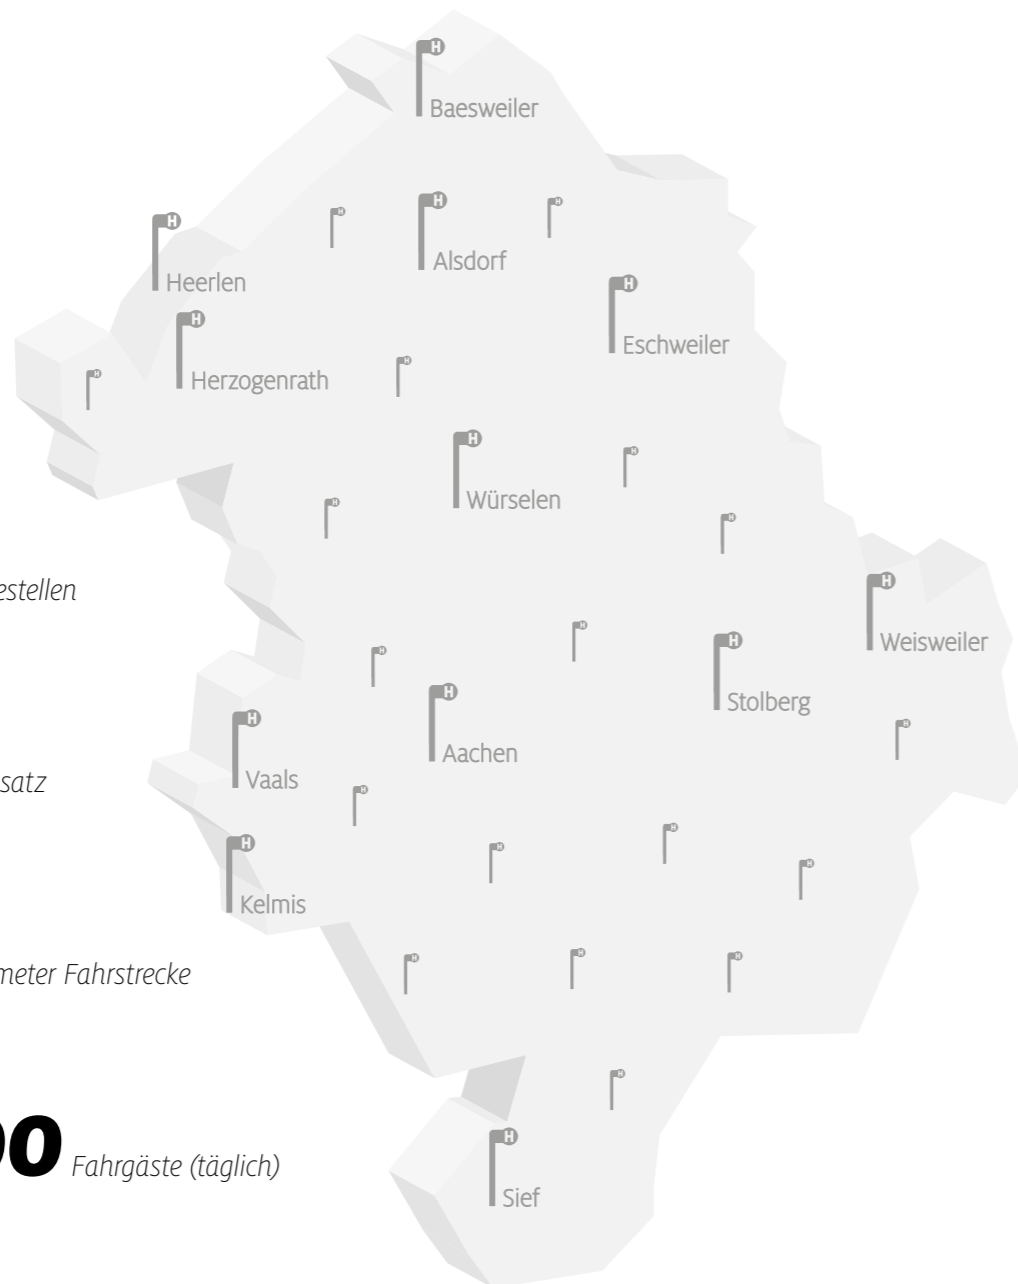 Baesweiler
Alsdorf
Heerlen
Eschweiler
Herzogenrath
Würselen
estellen
Weisweiler
Stolberg
Aachen
Vaals
satz
Kelmis
meter Fahrstrecke
00 Fahrgäste (täglich)
Sief